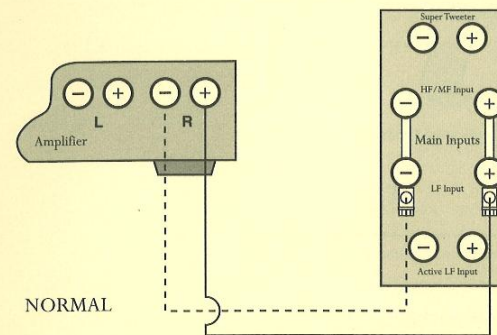 Super Tweeter
− +
HF/MF Input
− + − +
− +
L R
Amplifier
Main Inputs
− +
LF Input
− +
Active LF Input
NORMAL